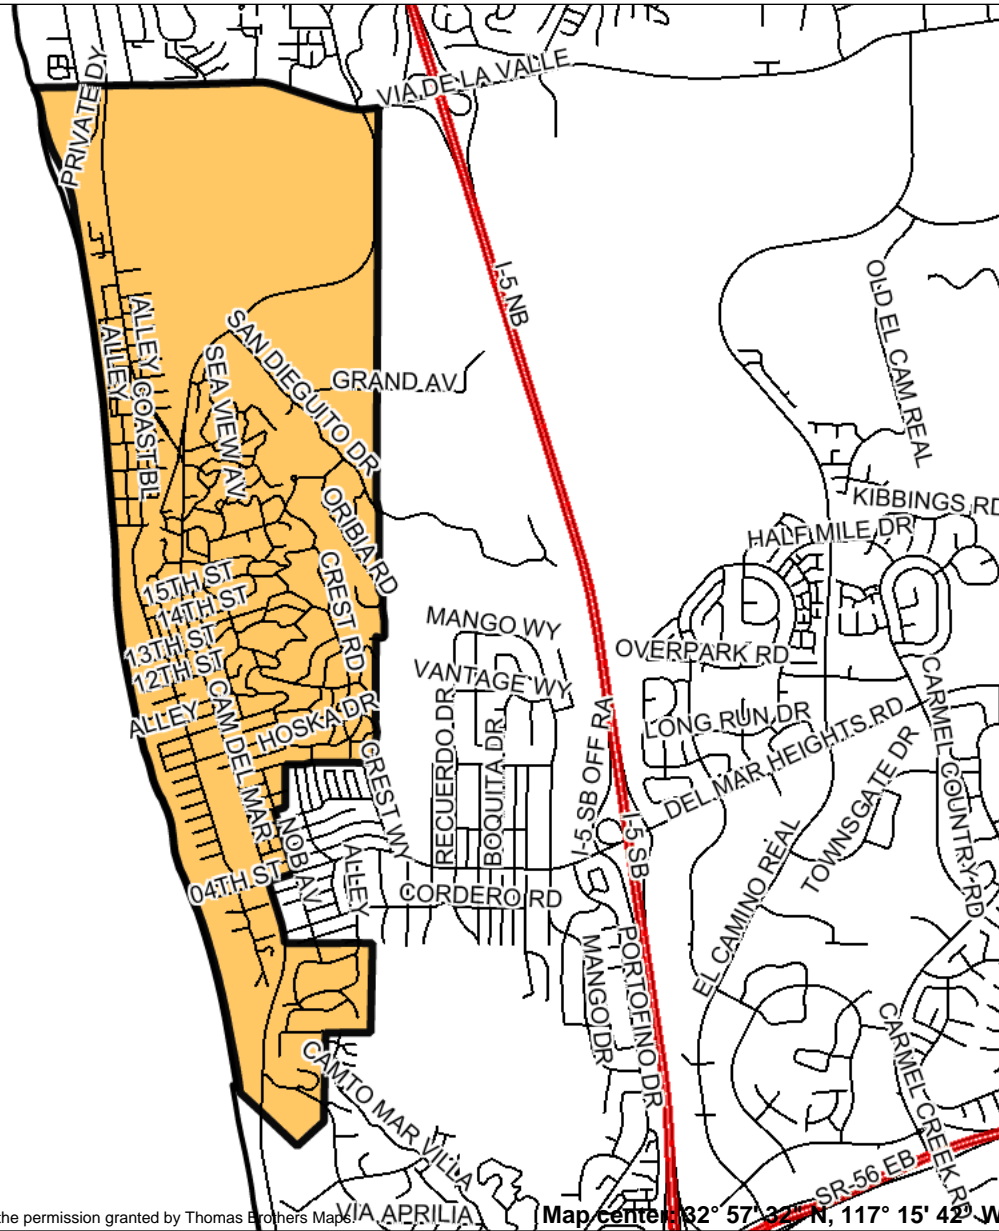 VIA DE LA VALLE
PRIVATE DY
I-5 NB
OLD EL CAM REAL
ALLEY
ALLEY
COAST BL
SAN DIEGUITO DR
SEA VIEW AV
GRAND AV
ORIBIA RD
KIBBINGS RD
HALF MILE DR
CREST RD
15TH ST
14TH ST
13TH ST
12TH ST
MANGO WY
OVERPARK RD
VANTAGE WY
CARMEL COUNTRY RD
ALLEY
CAM DEL MAR
HOSKA DR
RECUERDO DR
BOQUITA DR
I-5 SB OFF RA
LONG RUN DR
DEL MAR HEIGHTS RD
TOWNSGATE DR
CREST WY
NOB AV
ALLEY
I-5 SB
EL CAMINO REAL
04TH ST
CORDERO RD
MANGO DR
PORTOFINO DR
CAMTO MAR VILLA
CARMEL CREEK RD
SR-56 EB
VIA APRILIA
the permission granted by Thomas Brothers Maps.
Map center: 32° 57' 32" N, 117° 15' 42" W